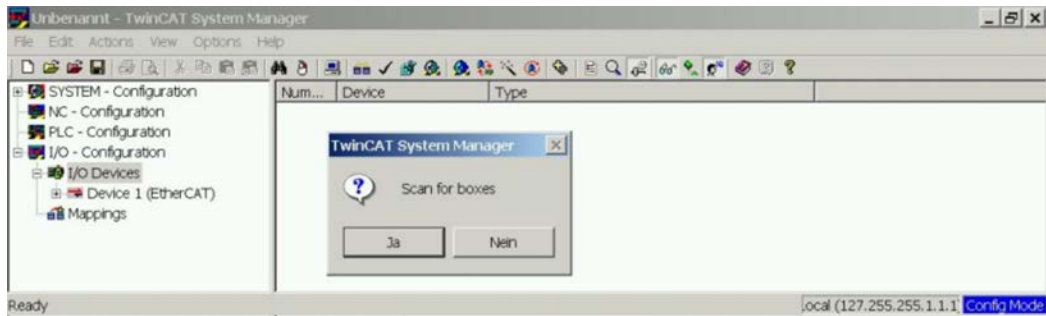 Unbenannt - TwinCAT System Manager
File Edit Actions View Options Help
SYSTEM - Configuration
NC - Configuration
PLC - Configuration
I/O - Configuration
I/O Devices
Device 1 (EtherCAT)
Mappings
Num... Device Type
TwinCAT System Manager
Scan for boxes
Ja Nein
Ready
ocal (127.255.255.1.1.1) Config Mode